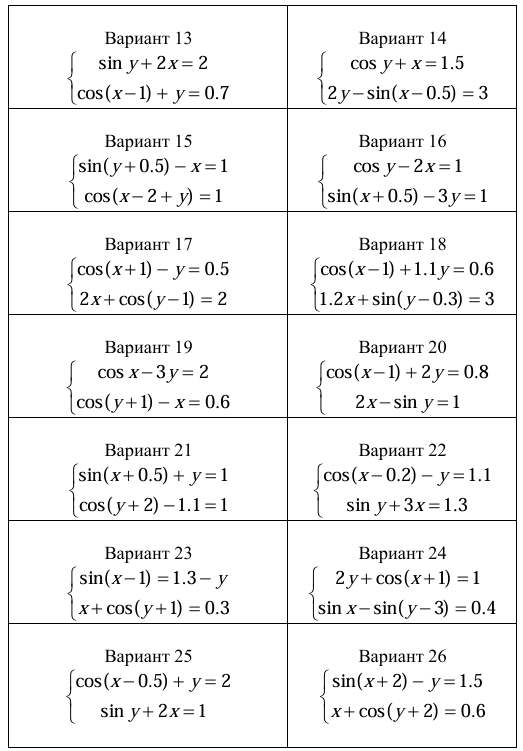 Вариант 13
sin y + 2x = 2
cos(x−1) + y = 0.7
Вариант 14
cos y + x = 1.5
2y − sin(x−0.5) = 3
Вариант 15
sin(y+0.5) − x = 1
cos(x−2 + y) = 1
Вариант 16
cos y − 2x = 1
sin(x+0.5) − 3y = 1
Вариант 17
cos(x+1) − y = 0.5
2x + cos(y−1) = 2
Вариант 18
cos(x−1) + 1.1y = 0.6
1.2x + sin(y−0.3) = 3
Вариант 19
cos x − 3y = 2
cos(y+1) − x = 0.6
Вариант 20
cos(x−1) + 2y = 0.8
2x − sin y = 1
Вариант 21
sin(x+0.5) + y = 1
cos(y+2) − 1.1 = 1
Вариант 22
cos(x−0.2) − y = 1.1
sin y + 3x = 1.3
Вариант 23
sin(x−1) = 1.3 − y
x + cos(y+1) = 0.3
Вариант 24
2y + cos(x+1) = 1
sin x − sin(y−3) = 0.4
Вариант 25
cos(x−0.5) + y = 2
sin y + 2x = 1
Вариант 26
sin(x+2) − y = 1.5
x + cos(y+2) = 0.6